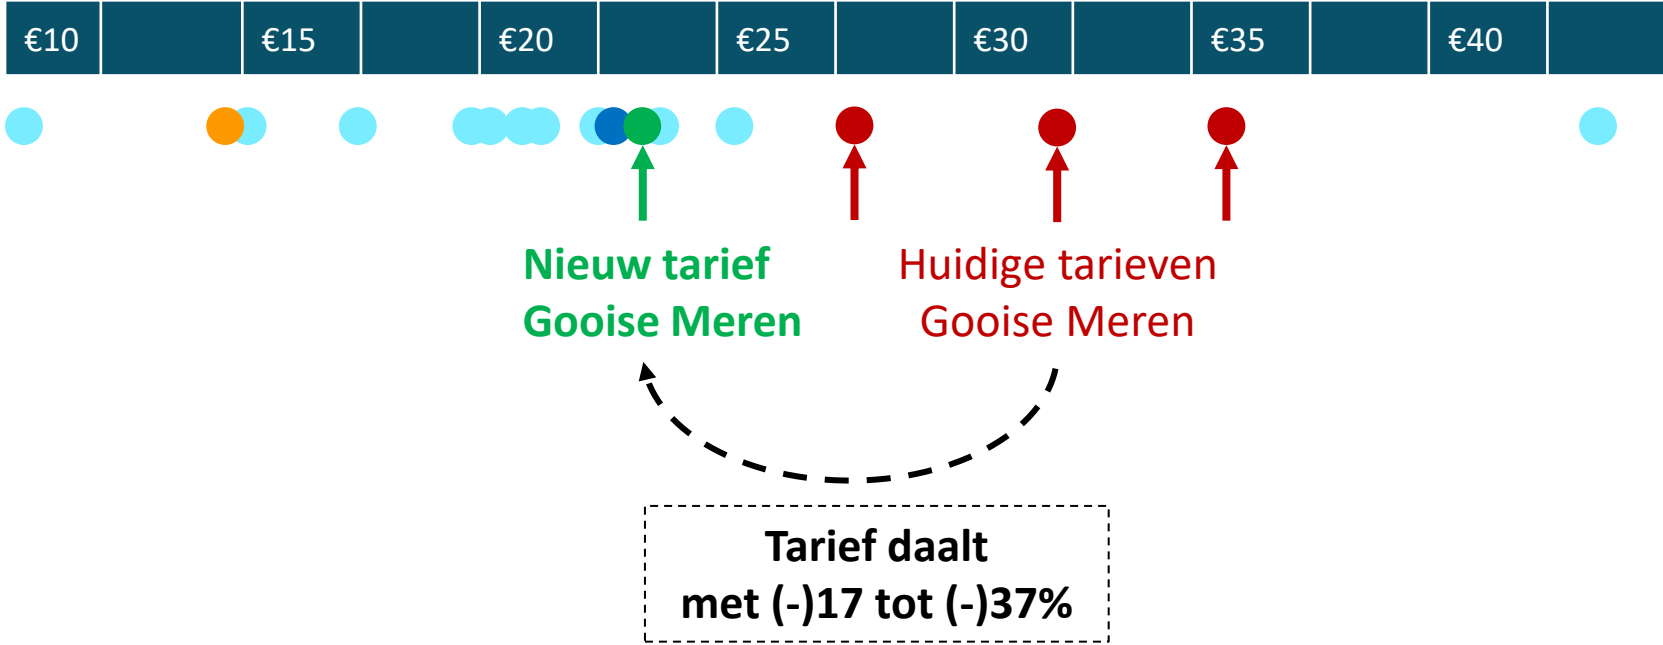 €10 €15 €20 €25 €30 €35 €40
Nieuw tarief
Gooise Meren
Huidige tarieven
Gooise Meren
Tarief daalt
met (-)17 tot (-)37%